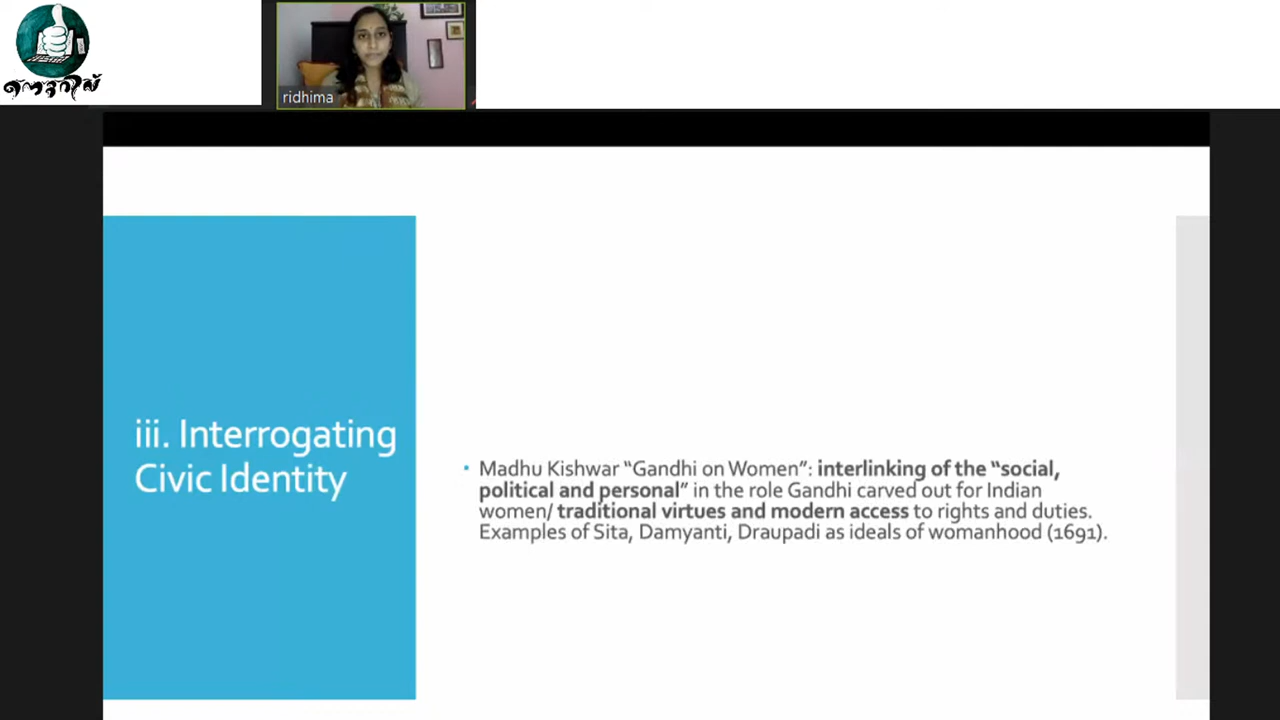 ridhima
iii. Interrogating
Civic Identity
• Madhu Kishwar “Gandhi on Women”: interlinking of the “social,
political and personal” in the role Gandhi carved out for Indian
women/ traditional virtues and modern access to rights and duties.
Examples of Sita, Damyanti, Draupadi as ideals of womanhood (1691).